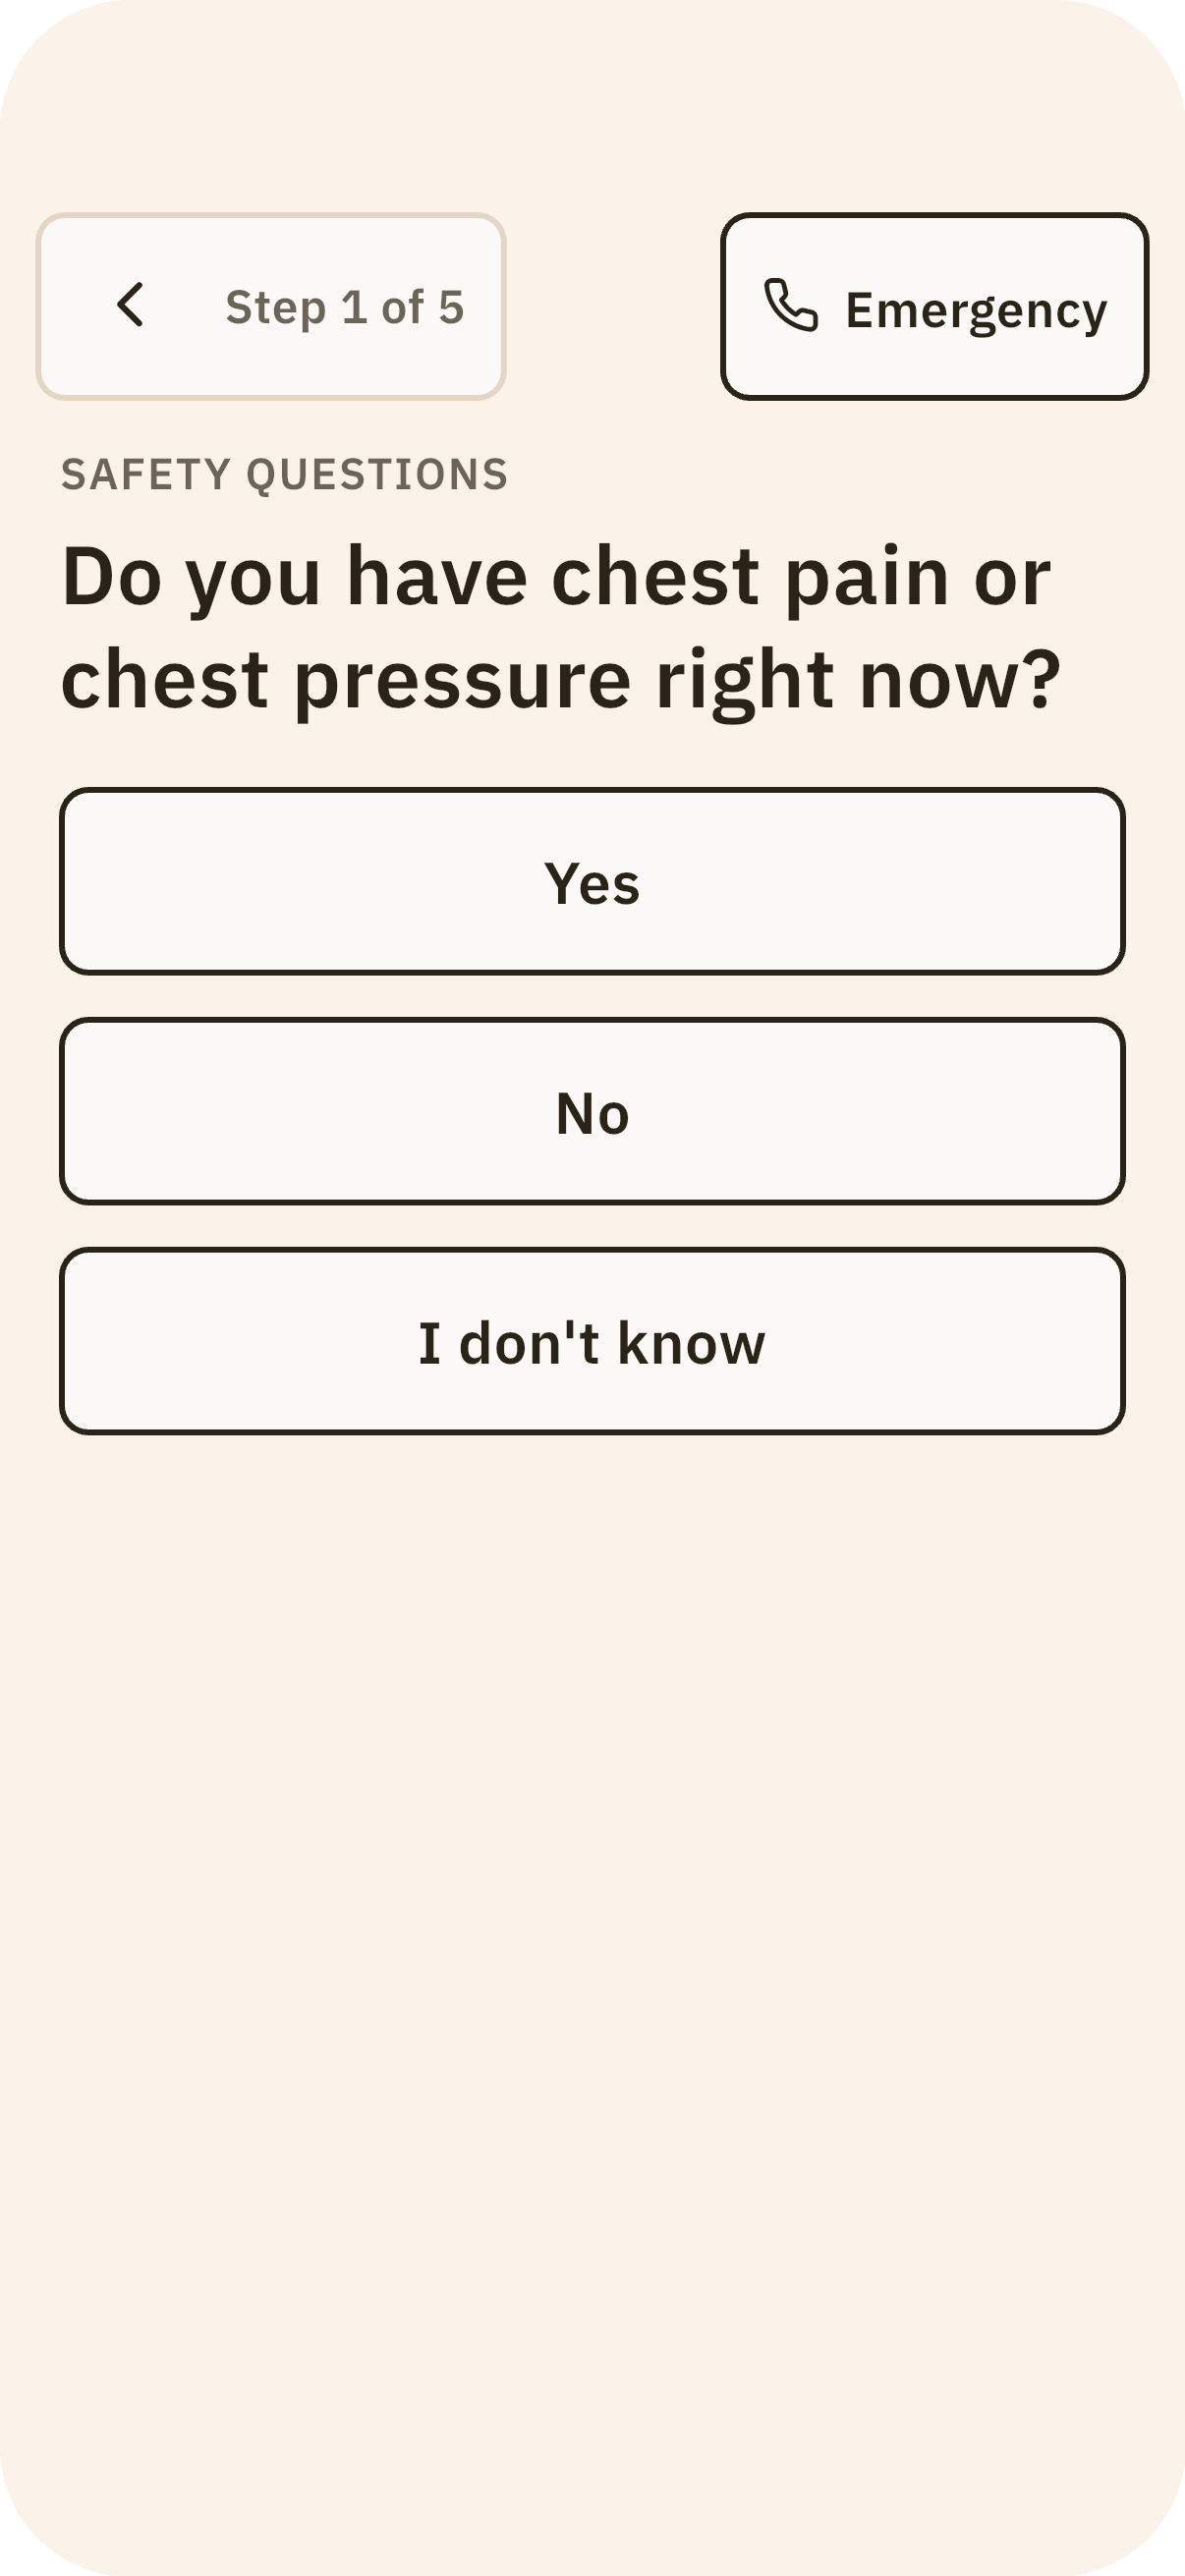 Step 1 of 5
Emergency
SAFETY QUESTIONS
Do you have chest pain or
chest pressure right now?
Yes
No
I don't know